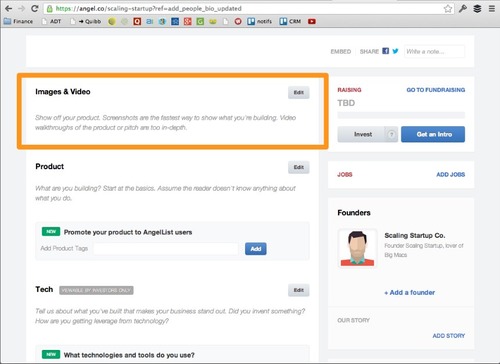 https://angel.co/scaling-startup?ref=add_people_bio_updated
Finance ADT → Quibb notifs CRM
EMBED SHARE Write a note...
Images & Video Edit
Show off your product. Screenshots are the fastest way to show what you're building. Video
walkthroughs of the product or pitch are too in-depth.
RAISING GO TO FUNDRAISING
TBD
Invest Get an Intro
Product Edit
What are you building? Start at the basics. Assume the reader doesn't know anything about
what you do.
JOBS ADD JOBS
NEW Promote your product to AngelList users
Add Product Tags Add
Founders
Scaling Startup Co.
Founder Scaling Startup, lover of
Big Macs
+ Add a founder
Tech VIEWABLE BY INVESTORS ONLY Edit
Tell us about what you've built that makes your business stand out. Did you invent something?
How are you getting leverage from technology?
OUR STORY
ADD STORY
NEW What technologies and tools do you use?